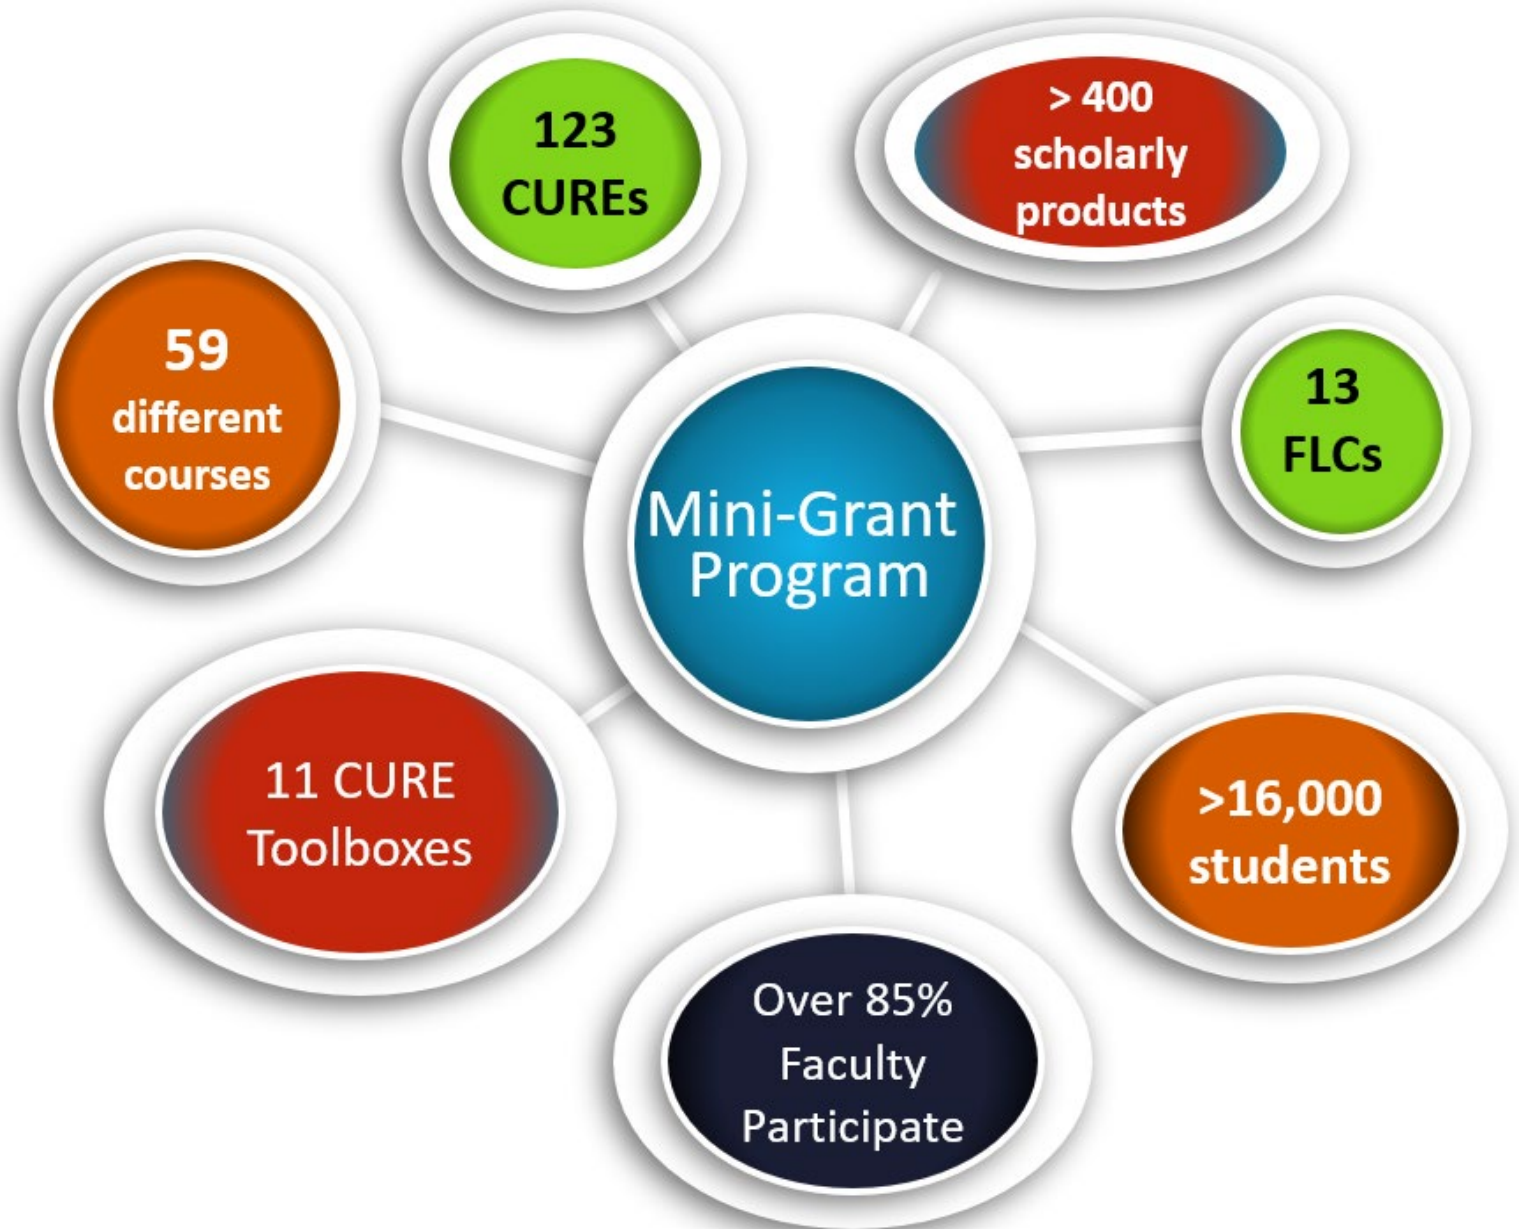 123
CUREs
> 400
scholarly
products
59
different
courses
13
FLCs
Mini-Grant
Program
11 CURE
Toolboxes
>16,000
students
Over 85%
Faculty
Participate